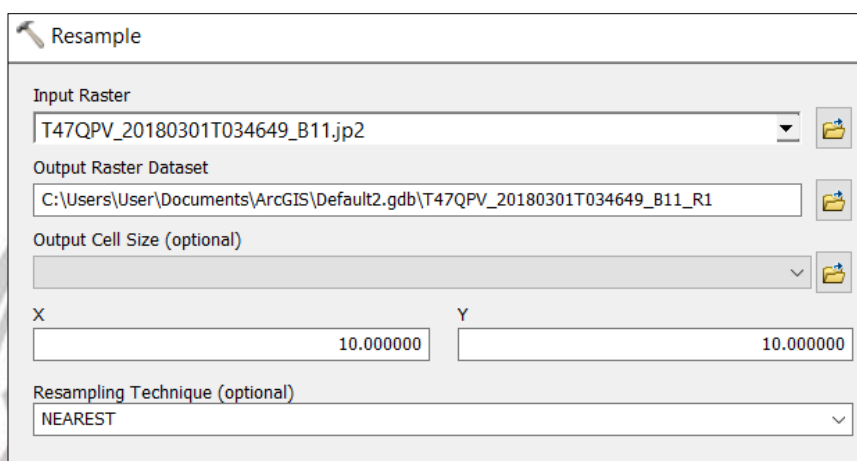 Resample
Input Raster
T47QPV_20180301T034649_B11.jp2
Output Raster Dataset
C:\Users\User\Documents\ArcGIS\Default2.gdb\T47QPV_20180301T034649_B11_R1
Output Cell Size (optional)
X Y
10.000000 10.000000
Resampling Technique (optional)
NEAREST